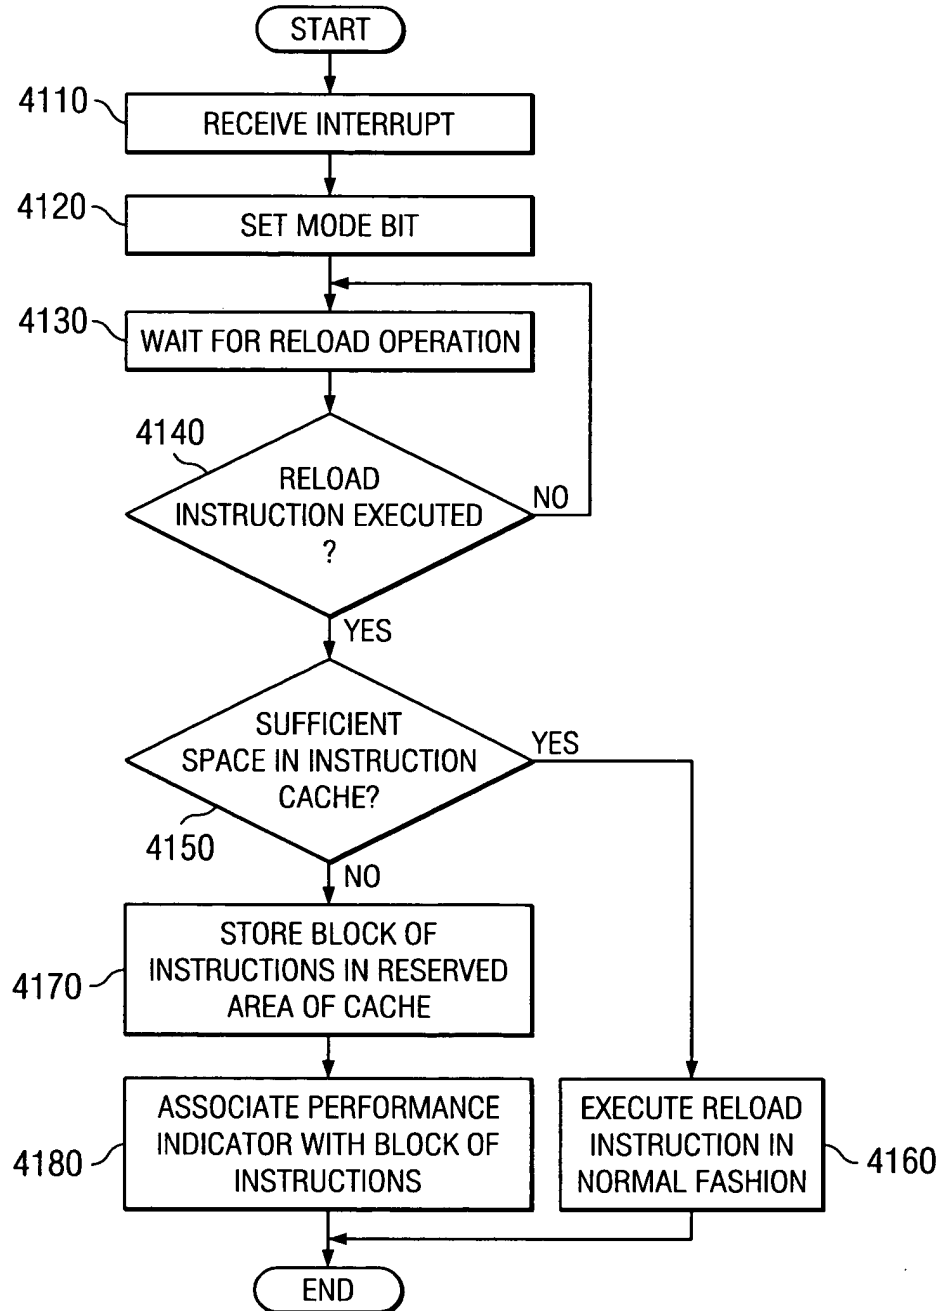 START
4110
RECEIVE INTERRUPT
4120
SET MODE BIT
4130
WAIT FOR RELOAD OPERATION
4140
RELOAD
INSTRUCTION EXECUTED
?
NO
YES
SUFFICIENT
SPACE IN INSTRUCTION
CACHE?
YES
4150
NO
STORE BLOCK OF
INSTRUCTIONS IN RESERVED
AREA OF CACHE
4170
ASSOCIATE PERFORMANCE
INDICATOR WITH BLOCK OF
INSTRUCTIONS
4180
EXECUTE RELOAD
INSTRUCTION IN
NORMAL FASHION
4160
END